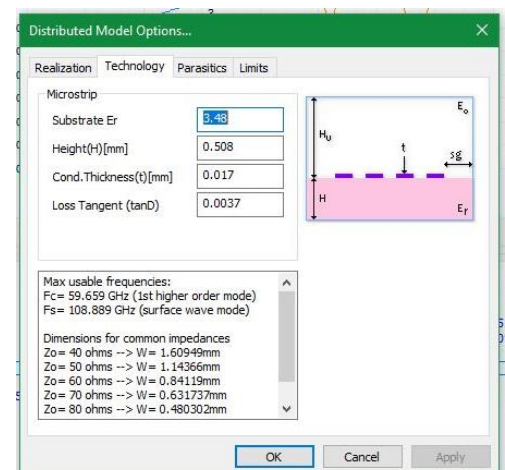 Distributed Model Options...
Realization Technology Parasitics Limits
Microstrip
Substrate Er 3.48
Height(H)[mm] 0.508
Cond.Thickness(t)[mm] 0.017
Loss Tangent (tanD) 0.0037
Eo
Hu
t
sg
H
Er
Max usable frequencies:
Fc= 59.659 GHz (1st higher order mode)
Fs= 108.889 GHz (surface wave mode)
Dimensions for common impedances
Zo= 40 ohms --> W= 1.60949mm
Zo= 50 ohms --> W= 1.14366mm
Zo= 60 ohms --> W= 0.84119mm
Zo= 70 ohms --> W= 0.631737mm
Zo= 80 ohms --> W= 0.480302mm
OK Cancel Apply